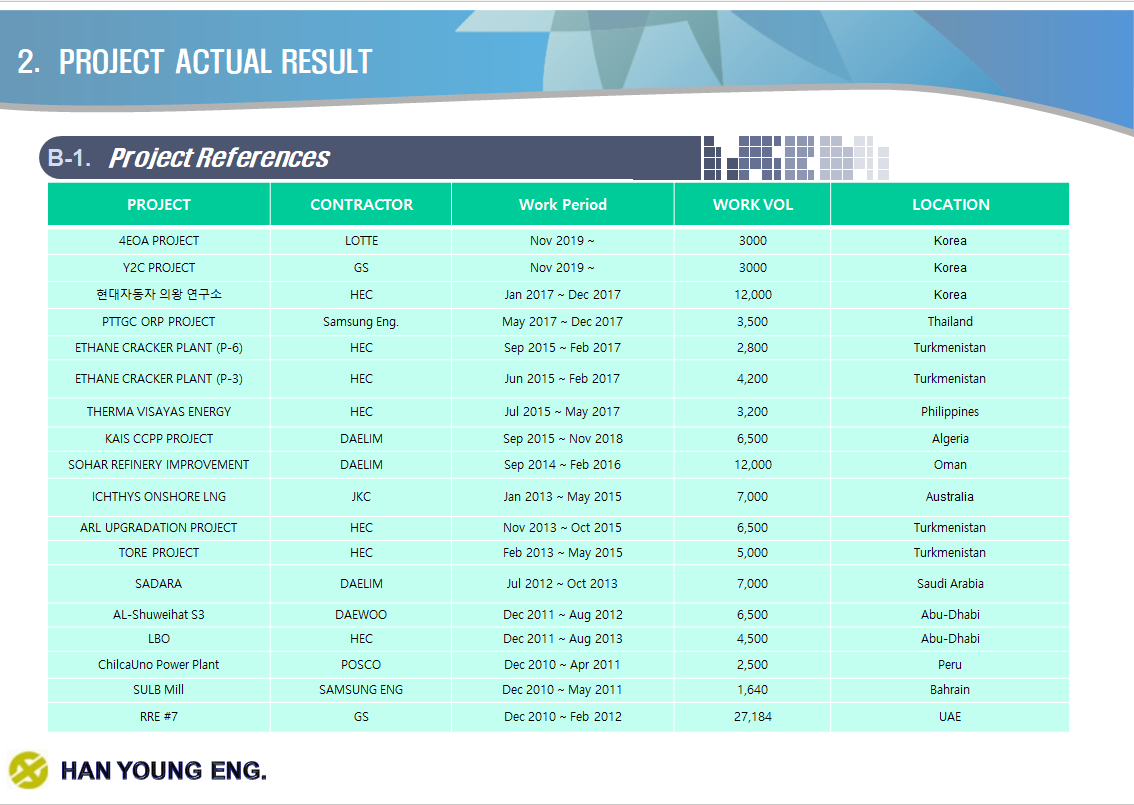 2. PROJECT ACTUAL RESULT
B-1. Project References
PROJECT CONTRACTOR Work Period WORK VOL LOCATION
4EOA PROJECT LOTTE Nov 2019 ~ 3000 Korea
Y2C PROJECT GS Nov 2019 ~ 3000 Korea
현대자동자 의왕 연구소 HEC Jan 2017 ~ Dec 2017 12,000 Korea
PTTGC ORP PROJECT Samsung Eng. May 2017 ~ Dec 2017 3,500 Thailand
ETHANE CRACKER PLANT (P-6) HEC Sep 2015 ~ Feb 2017 2,800 Turkmenistan
ETHANE CRACKER PLANT (P-3) HEC Jun 2015 ~ Feb 2017 4,200 Turkmenistan
THERMA VISAYAS ENERGY HEC Jul 2015 ~ May 2017 3,200 Philippines
KAIS CCPP PROJECT DAELIM Sep 2015 ~ Nov 2018 6,500 Algeria
SOHAR REFINERY IMPROVEMENT DAELIM Sep 2014 ~ Feb 2016 12,000 Oman
ICHTHYS ONSHORE LNG JKC Jan 2013 ~ May 2015 7,000 Australia
ARL UPGRADATION PROJECT HEC Nov 2013 ~ Oct 2015 6,500 Turkmenistan
TORE PROJECT HEC Feb 2013 ~ May 2015 5,000 Turkmenistan
SADARA DAELIM Jul 2012 ~ Oct 2013 7,000 Saudi Arabia
AL-Shuweihat S3 DAEWOO Dec 2011 ~ Aug 2012 6,500 Abu-Dhabi
LBO HEC Dec 2011 ~ Aug 2013 4,500 Abu-Dhabi
ChilcaUno Power Plant POSCO Dec 2010 ~ Apr 2011 2,500 Peru
SULB Mill SAMSUNG ENG Dec 2010 ~ May 2011 1,640 Bahrain
RRE #7 GS Dec 2010 ~ Feb 2012 27,184 UAE
HAN YOUNG ENG.